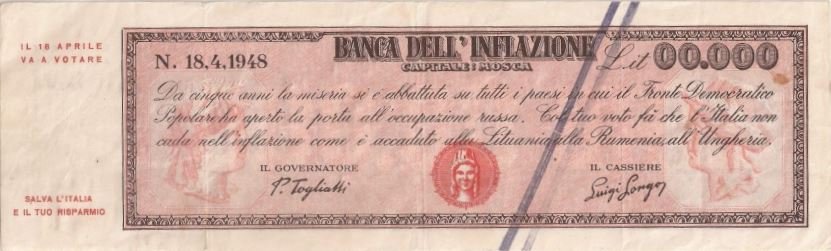 IL 18 APRILE
VA A VOTARE
BANCA DELL'INFLAZIONE
CAPITALE: MOSCA
N. 18,4,1948
Lit 00.000
Da cinque anni la miseria si è abbattuta su tutti i paesi in cui il Fronte Democratico
Popolare ha aperto la porta all'occupazione russa. Col tuo voto fai che l'Italia non
cada nell'inflazione come è accaduto alla Lituania, alla Rumenia, all'Ungheria.
IL GOVERNATORE
P. Togliatti
IL CASSIERE
Luigi Longo
SALVA L'ITALIA
E IL TUO RISPARMIO